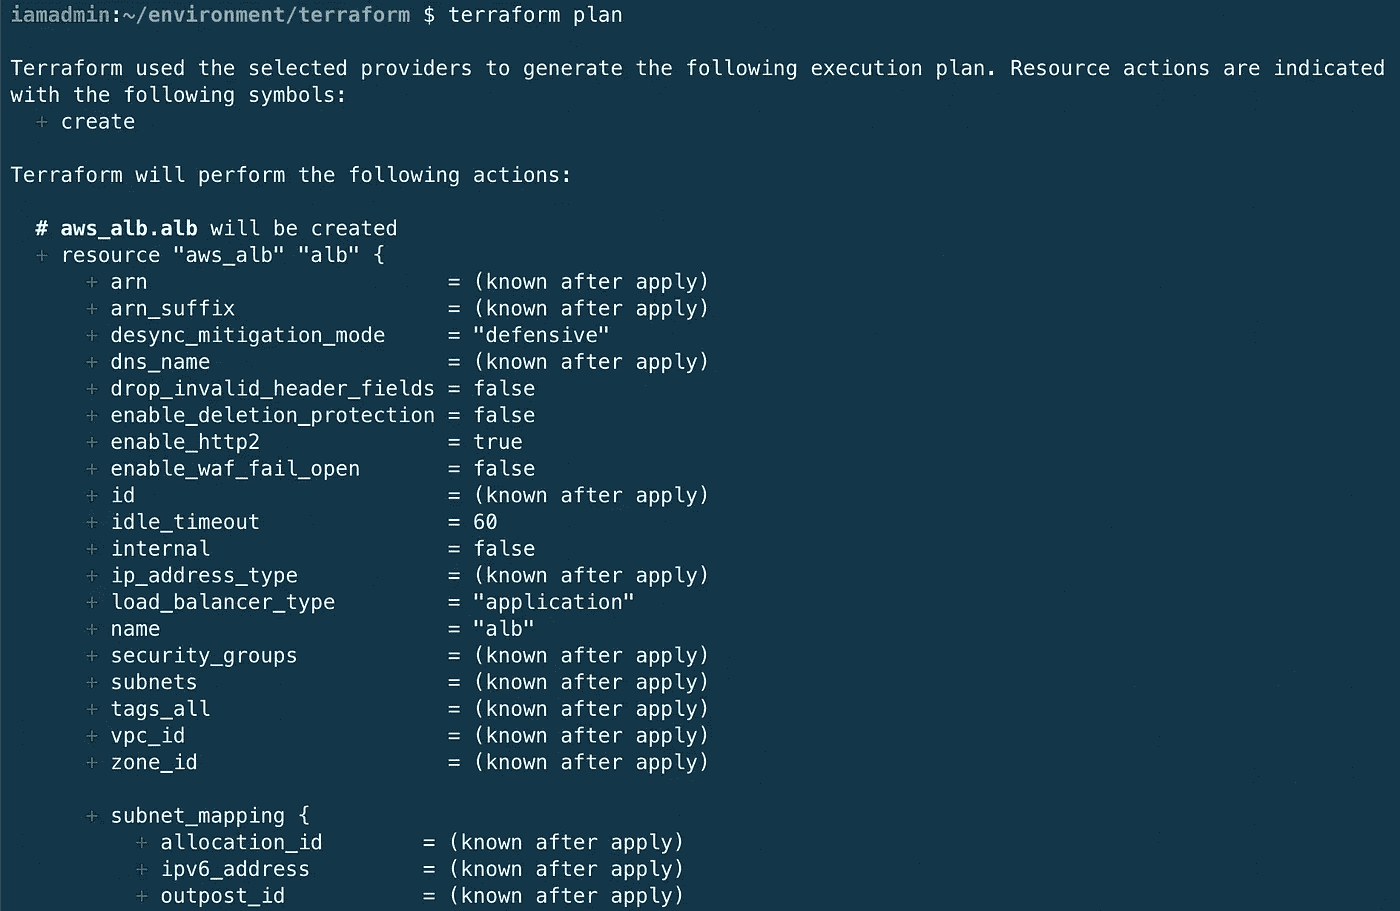 iamadmin:~/environment/terraform $ terraform plan
Terraform used the selected providers to generate the following execution plan. Resource actions are indicated
with the following symbols:
  + create
Terraform will perform the following actions:
  # aws_alb.alb will be created
  + resource "aws_alb" "alb" {
      + arn                        = (known after apply)
      + arn_suffix                 = (known after apply)
      + desync_mitigation_mode     = "defensive"
      + dns_name                   = (known after apply)
      + drop_invalid_header_fields = false
      + enable_deletion_protection = false
      + enable_http2               = true
      + enable_waf_fail_open       = false
      + id                         = (known after apply)
      + idle_timeout               = 60
      + internal                   = false
      + ip_address_type            = (known after apply)
      + load_balancer_type         = "application"
      + name                       = "alb"
      + security_groups            = (known after apply)
      + subnets                    = (known after apply)
      + tags_all                   = (known after apply)
      + vpc_id                     = (known after apply)
      + zone_id                    = (known after apply)
      + subnet_mapping {
          + allocation_id        = (known after apply)
          + ipv6_address         = (known after apply)
          + outpost_id           = (known after apply)